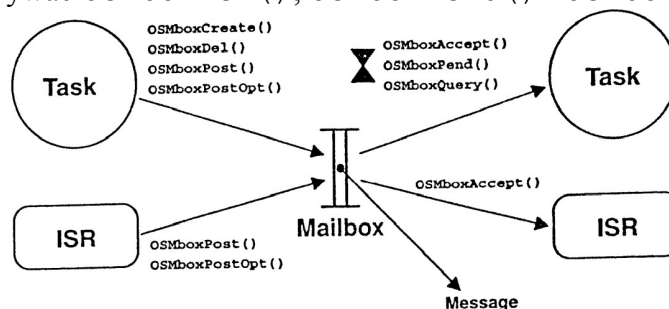 OSMboxCreate()
OSMboxDel()
OSMboxPost()
OSMboxPostOpt()
Task
OSMboxAccept()
OSMboxPend()
OSMboxQuery()
Task
OSMboxAccept()
ISR
Mailbox
ISR
OSMboxPost()
OSMboxPostOpt()
Message